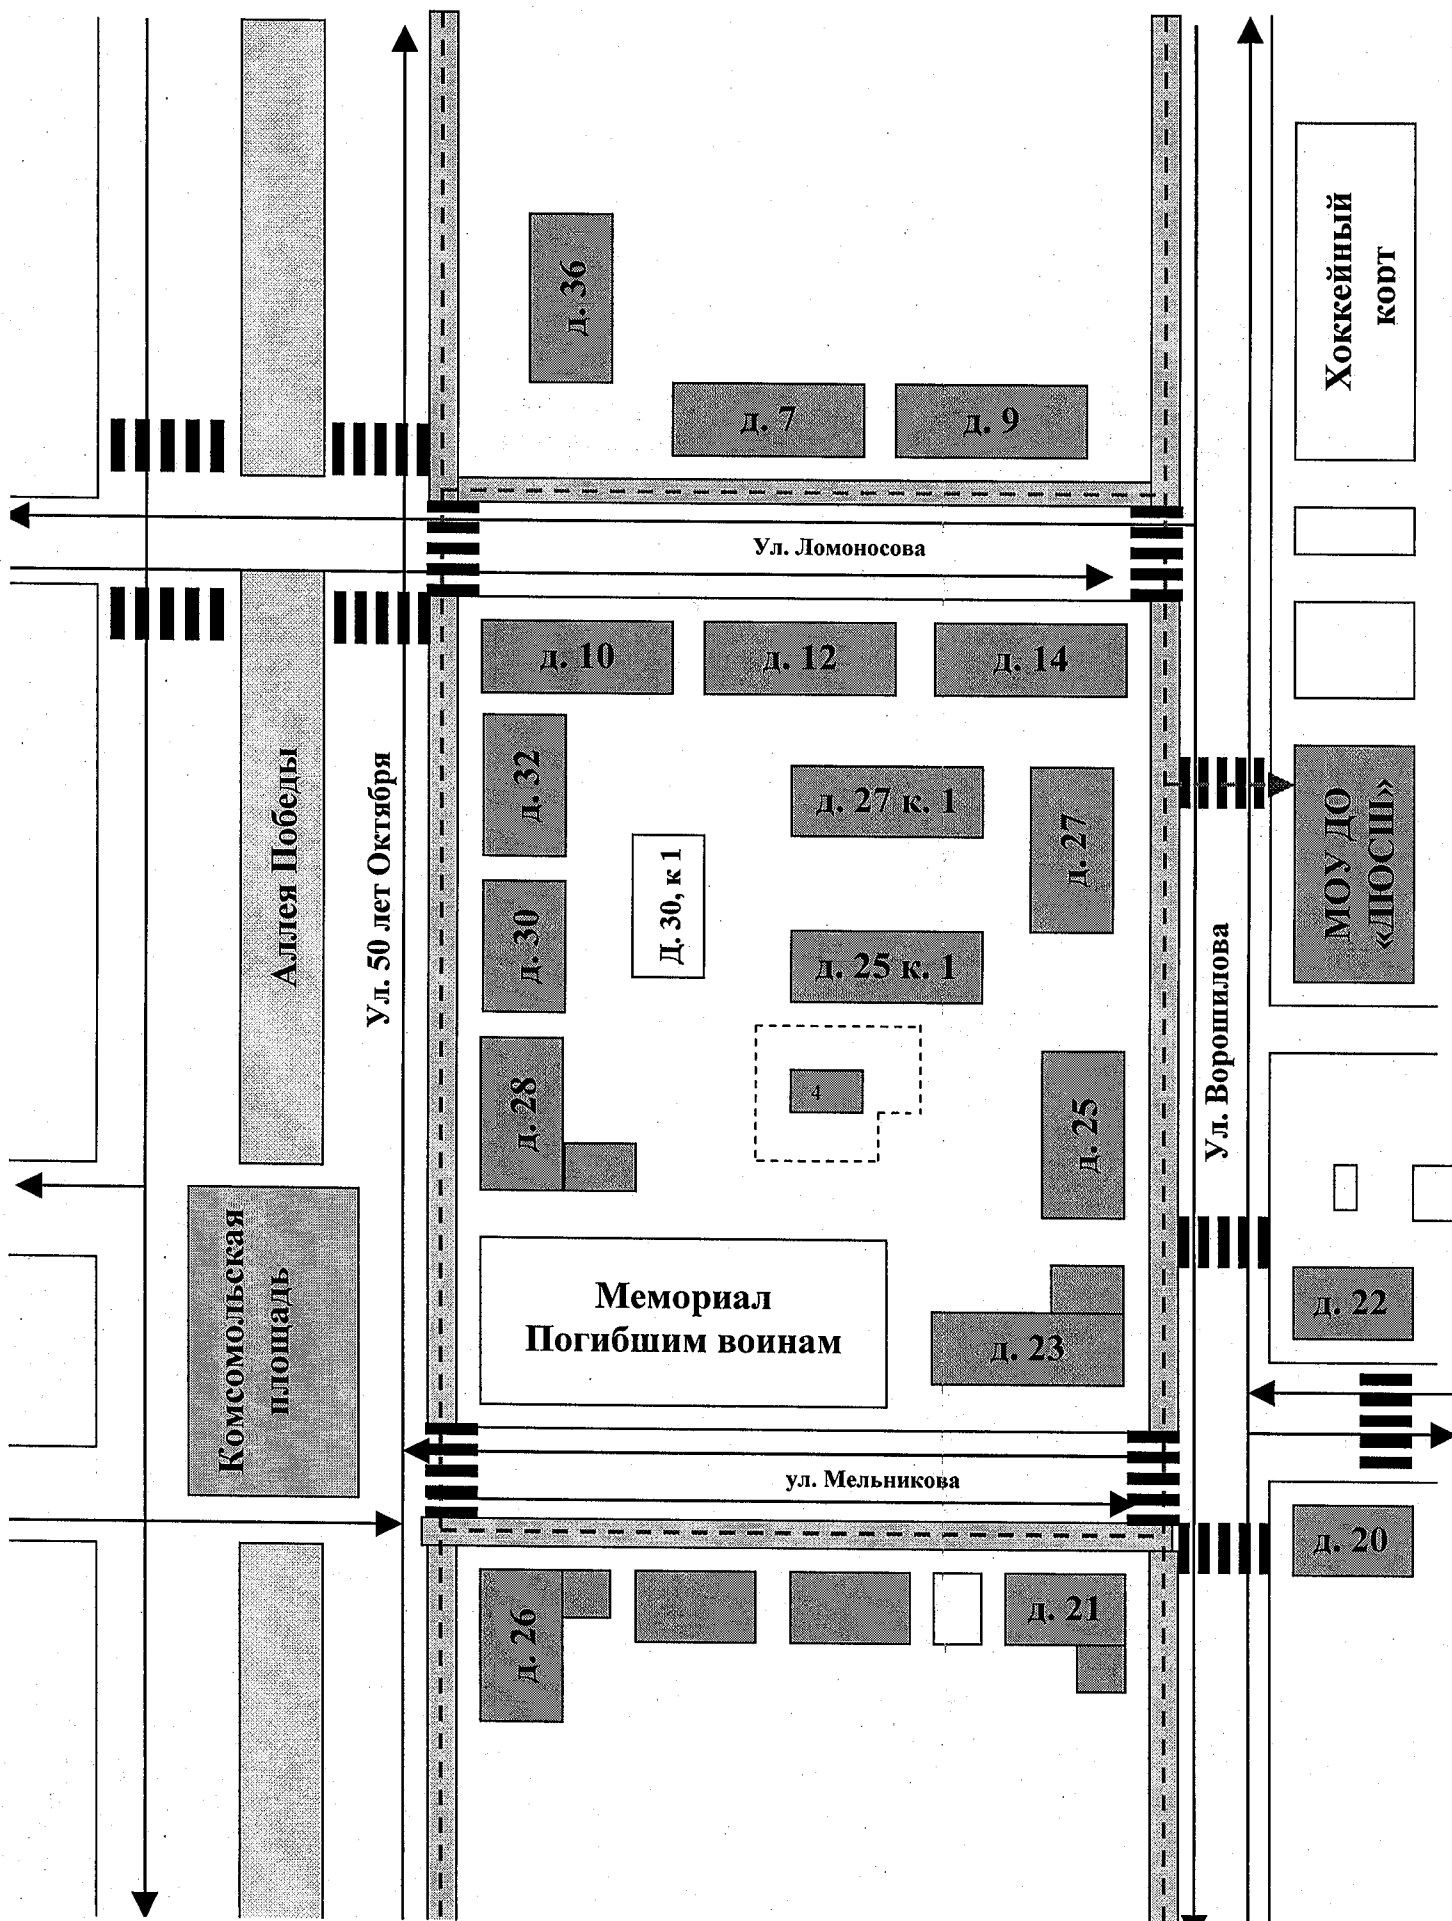 Хоккейный
корт
д. 36
д. 7
д. 9
Ул. Ломоносова
д. 10
д. 12
д. 14
д. 32
д. 27 к. 1
д. 27
МОУ ДО
«ДЮСШ»
Аллея Победы
Ул. 50 лет Октября
Д. 30, к 1
д. 30
д. 25 к. 1
Ул. Ворошилова
д. 28
4
д. 25
Комсомольская
площадь
Мемориал
Погибшим воинам
д. 23
д. 22
ул. Мельникова
д. 20
д. 26
д. 21